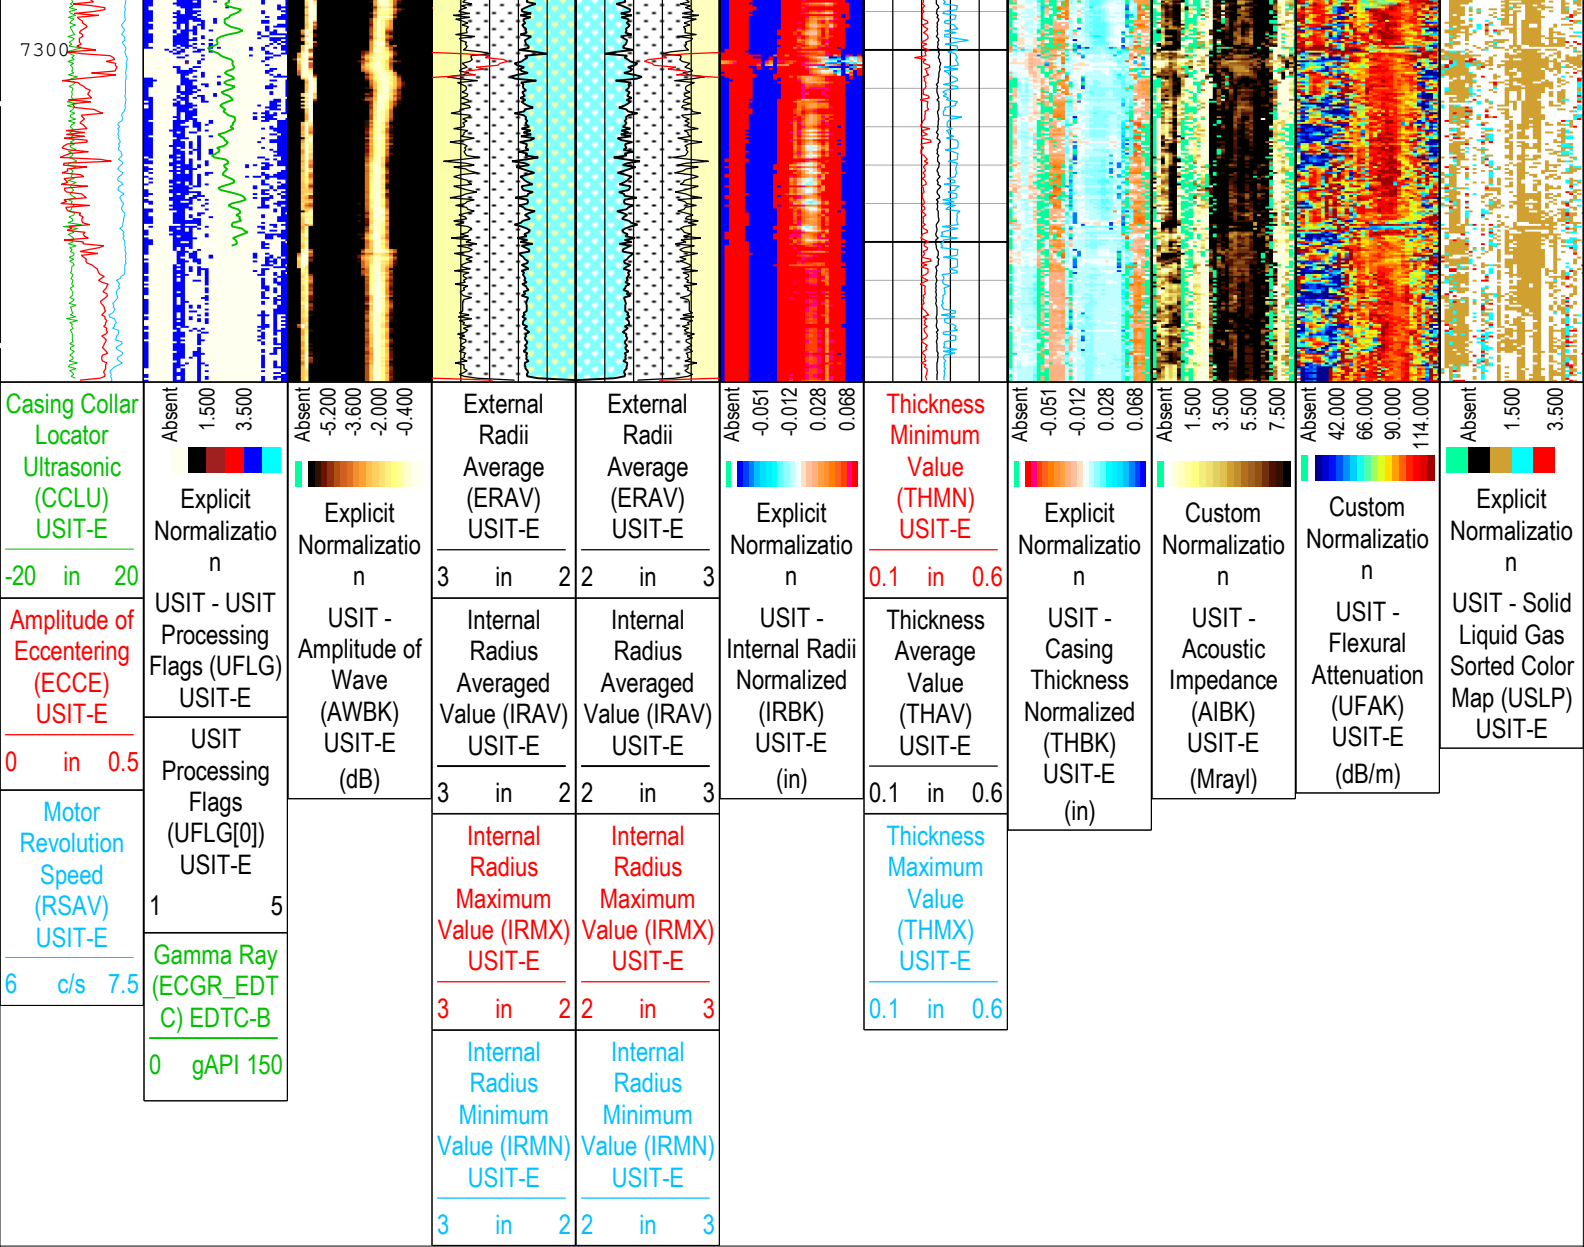 7300
Casing Collar
Locator
Ultrasonic
(CCLU)
USIT-E
-20 in 20
Amplitude of
Eccentering
(ECCE)
USIT-E
0 in 0.5
Motor
Revolution
Speed
(RSAV)
USIT-E
6 c/s 7.5
Absent
1.500
3.500
Explicit
Normalizatio
n
USIT - USIT
Processing
Flags (UFLG)
USIT-E
USIT
Processing
Flags
(UFLG[0])
USIT-E
1 5
Gamma Ray
(ECGR_EDT
C) EDTC-B
0 gAPI 150
Absent
-5.200
-3.600
-2.000
-0.400
Explicit
Normalizatio
n
USIT -
Amplitude of
Wave
(AWBK)
USIT-E
(dB)
External
Radii
Average
(ERAV)
USIT-E
3 in 2
Internal
Radius
Averaged
Value (IRAV)
USIT-E
3 in 2
Internal
Radius
Maximum
Value (IRMX)
USIT-E
3 in 2
Internal
Radius
Minimum
Value (IRMN)
USIT-E
3 in 2
External
Radii
Average
(ERAV)
USIT-E
2 in 3
Internal
Radius
Averaged
Value (IRAV)
USIT-E
2 in 3
Internal
Radius
Maximum
Value (IRMX)
USIT-E
2 in 3
Internal
Radius
Minimum
Value (IRMN)
USIT-E
2 in 3
Absent
-0.051
-0.012
0.028
0.068
Explicit
Normalizatio
n
USIT -
Internal Radii
Normalized
(IRBK)
USIT-E
(in)
Thickness
Minimum
Value
(THMN)
USIT-E
0.1 in 0.6
Thickness
Average
Value
(THAV)
USIT-E
0.1 in 0.6
Thickness
Maximum
Value
(THMX)
USIT-E
0.1 in 0.6
Absent
-0.051
-0.012
0.028
0.068
Explicit
Normalizatio
n
USIT -
Casing
Thickness
Normalized
(THBK)
USIT-E
(in)
Absent
1.500
3.500
5.500
7.500
Custom
Normalizatio
n
USIT -
Acoustic
Impedance
(AIBK)
USIT-E
(Mrayl)
Absent
42.000
66.000
90.000
114.000
Custom
Normalizatio
n
USIT -
Flexural
Attenuation
(UFAK)
USIT-E
(dB/m)
Absent
1.500
3.500
Explicit
Normalizatio
n
USIT - Solid
Liquid Gas
Sorted Color
Map (USLP)
USIT-E